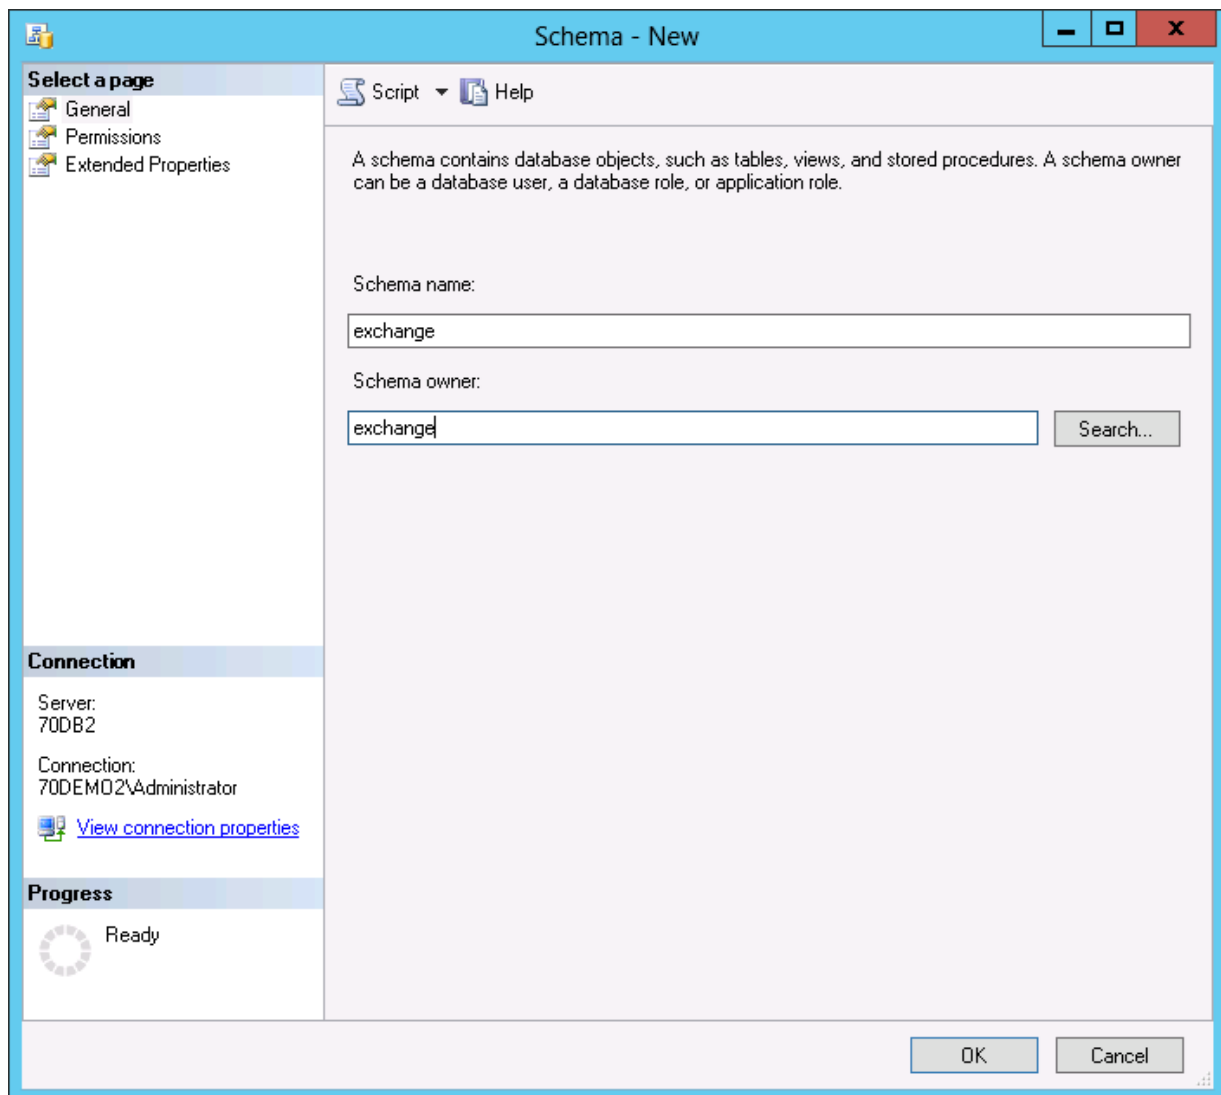 Schema - New
Select a page
General
Permissions
Extended Properties
Script
Help
A schema contains database objects, such as tables, views, and stored procedures. A schema owner
can be a database user, a database role, or application role.
Schema name:
exchange
Schema owner:
exchange
Search...
Connection
Server:
70DB2
Connection:
70DEMO2\Administrator
View connection properties
Progress
Ready
OK
Cancel